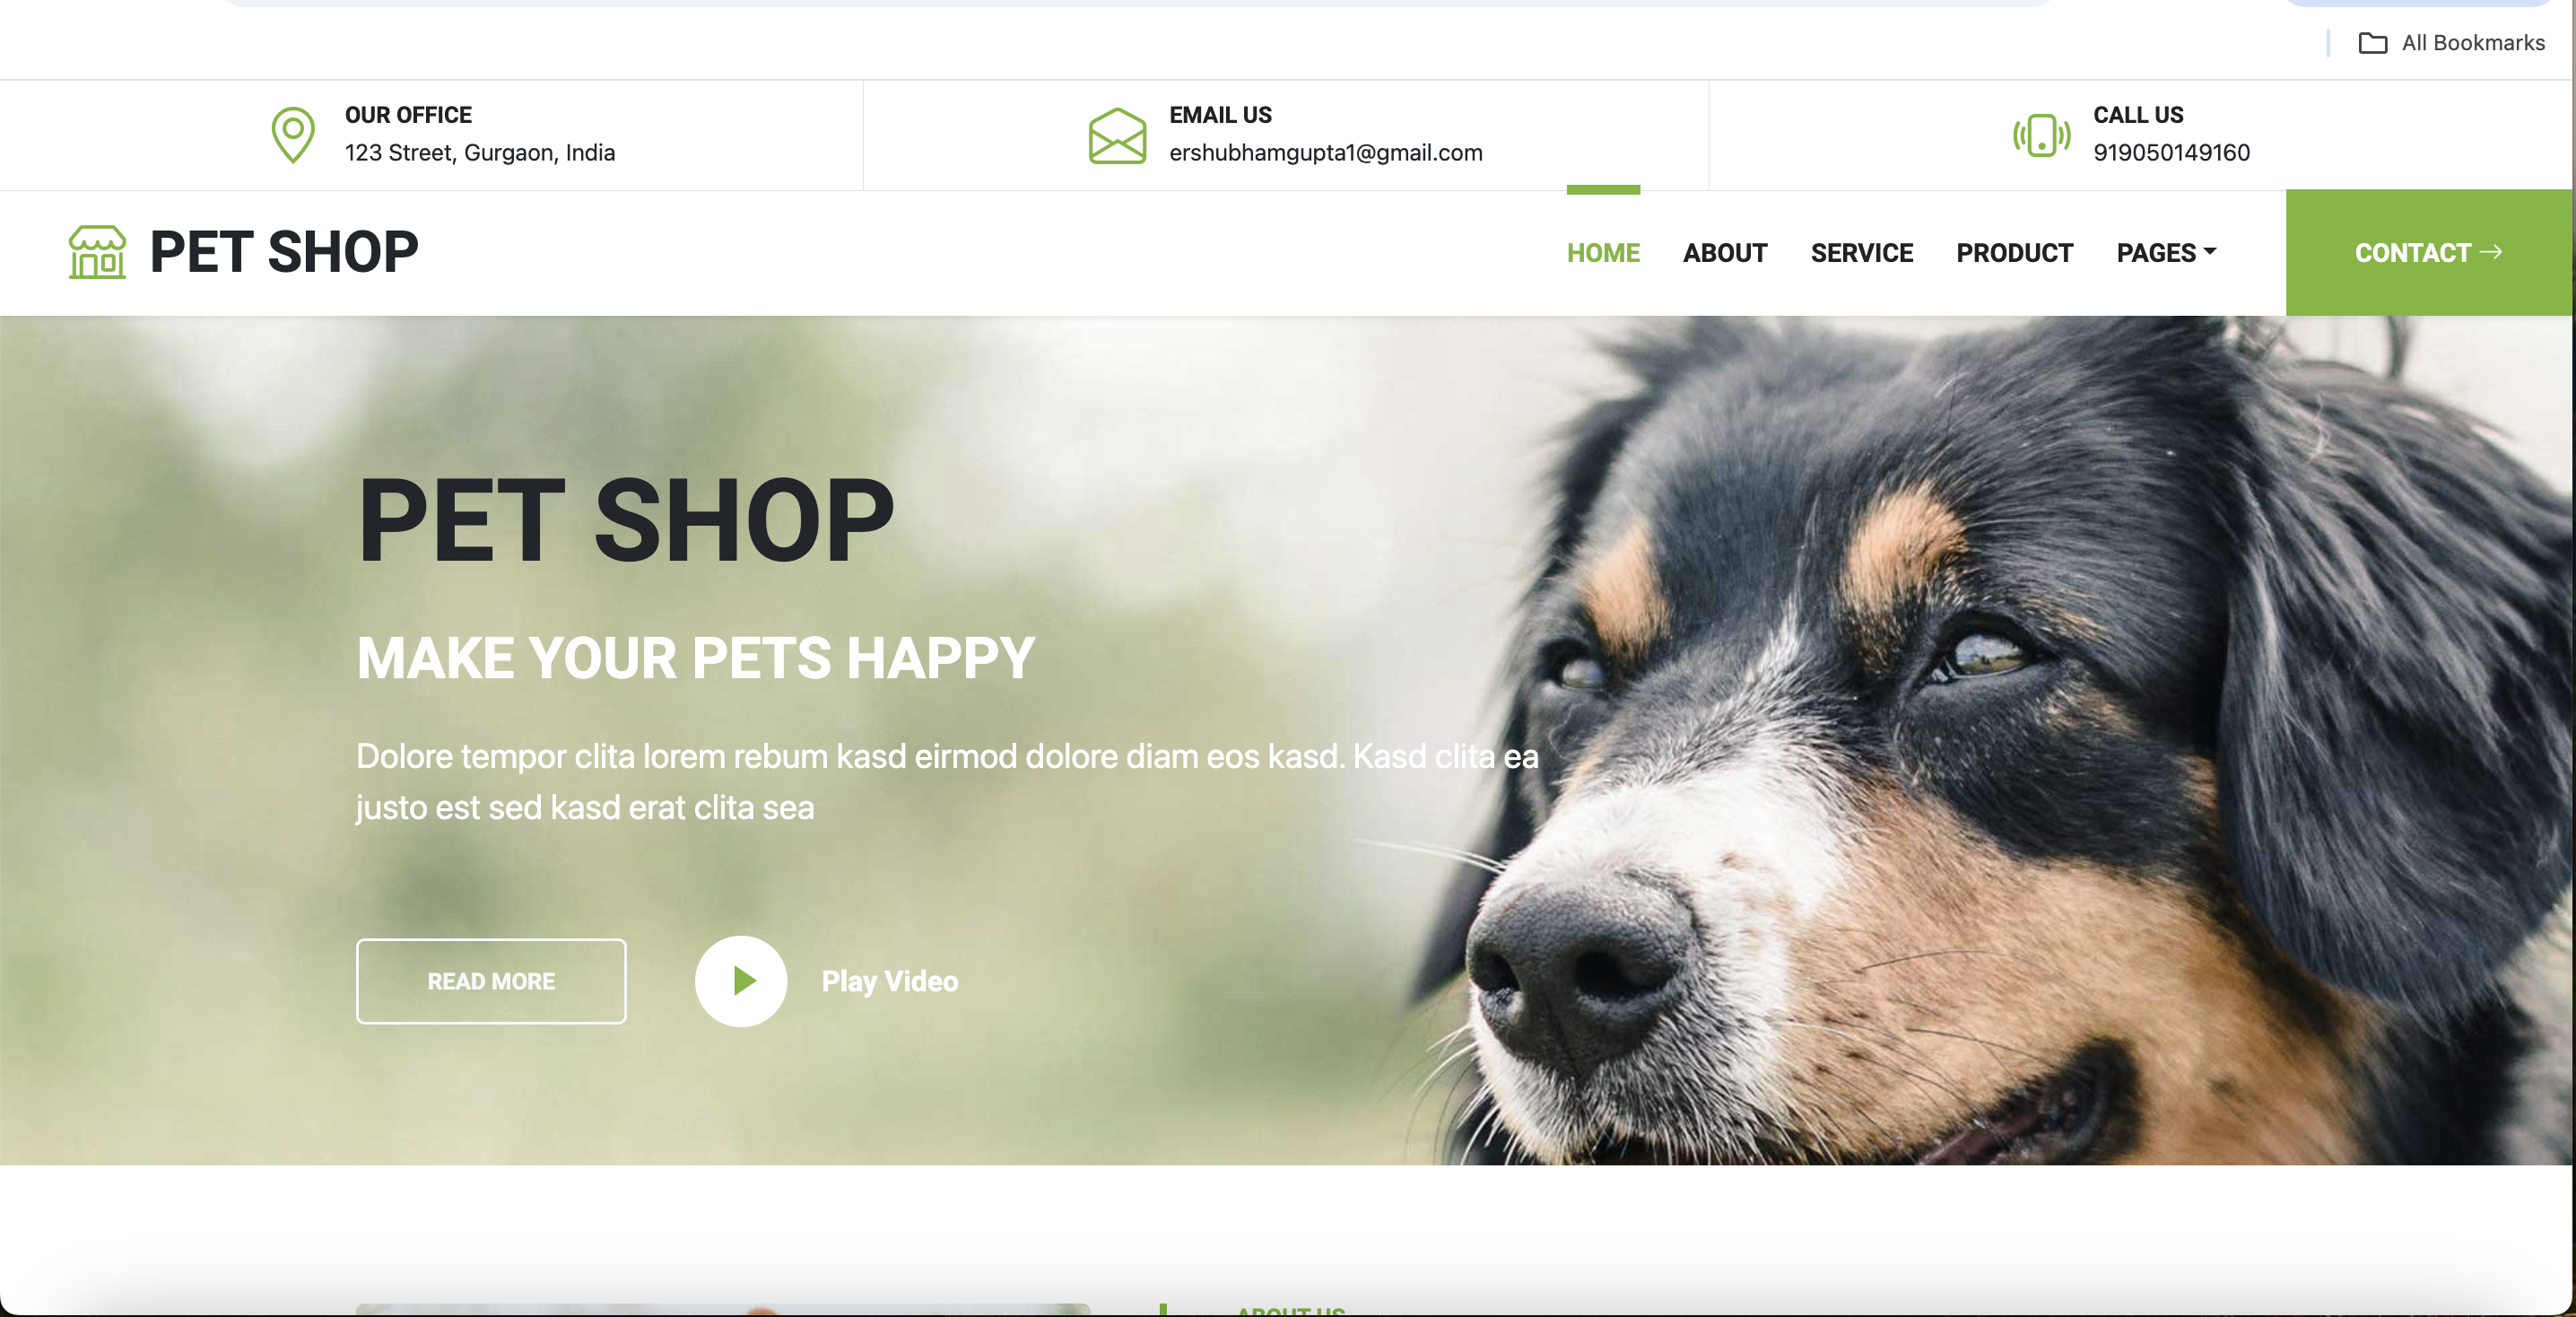 All Bookmarks
OUR OFFICE
123 Street, Gurgaon, India
EMAIL US
ershubhamgupta1@gmail.com
CALL US
919050149160
PET SHOP
HOME ABOUT SERVICE PRODUCT PAGES
CONTACT →
PET SHOP
MAKE YOUR PETS HAPPY
Dolore tempor clita lorem rebum kasd eirmod dolore diam eos kasd. Kasd clita ea
justo est sed kasd erat clita sea
READ MORE
Play Video
ABOUT US